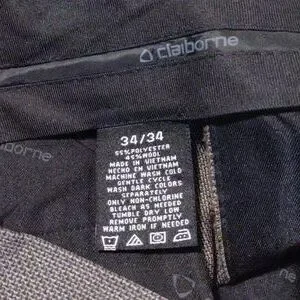 claiborne
34/34
55%POLYESTER
45%WOOL
MADE IN VIETNAM
HECHO EN VIETNAM
MACHINE WASH COLD
GENTLE CYCLE
WASH DARK COLORS
SEPARATELY
ONLY NON-CHLORINE
BLEACH AS NEEDED
TUMBLE DRY LOW
REMOVE PROMPTLY
WARM IRON IF NEEDED
claiborne